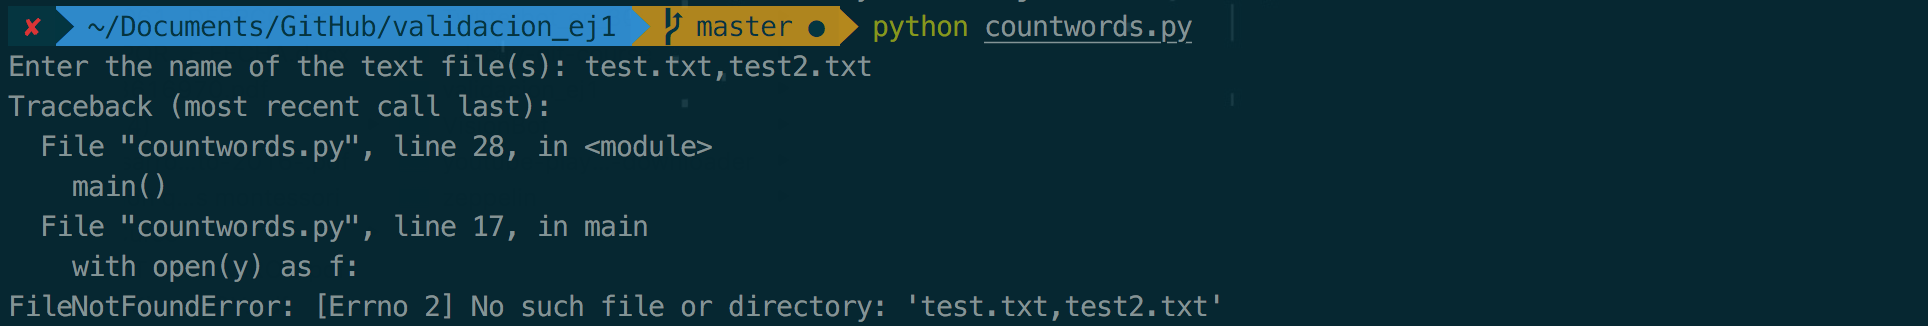 ✘ ~/Documents/GitHub/validacion_ej1 master ● python countwords.py
Enter the name of the text file(s): test.txt,test2.txt
Traceback (most recent call last):
  File "countwords.py", line 28, in <module>
    main()
  File "countwords.py", line 17, in main
    with open(y) as f:
FileNotFoundError: [Errno 2] No such file or directory: 'test.txt,test2.txt'